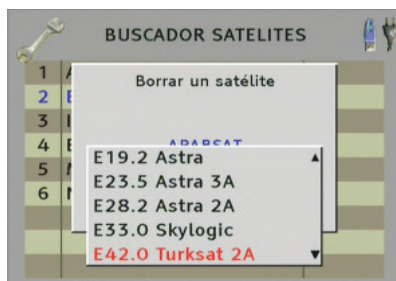 BUSCADOR SATELITES
1
Borrar un satélite
2
3
4
E19.2 Astra
5
E23.5 Astra 3A
6
E28.2 Astra 2A
E33.0 Skylogic
E42.0 Turksat 2A